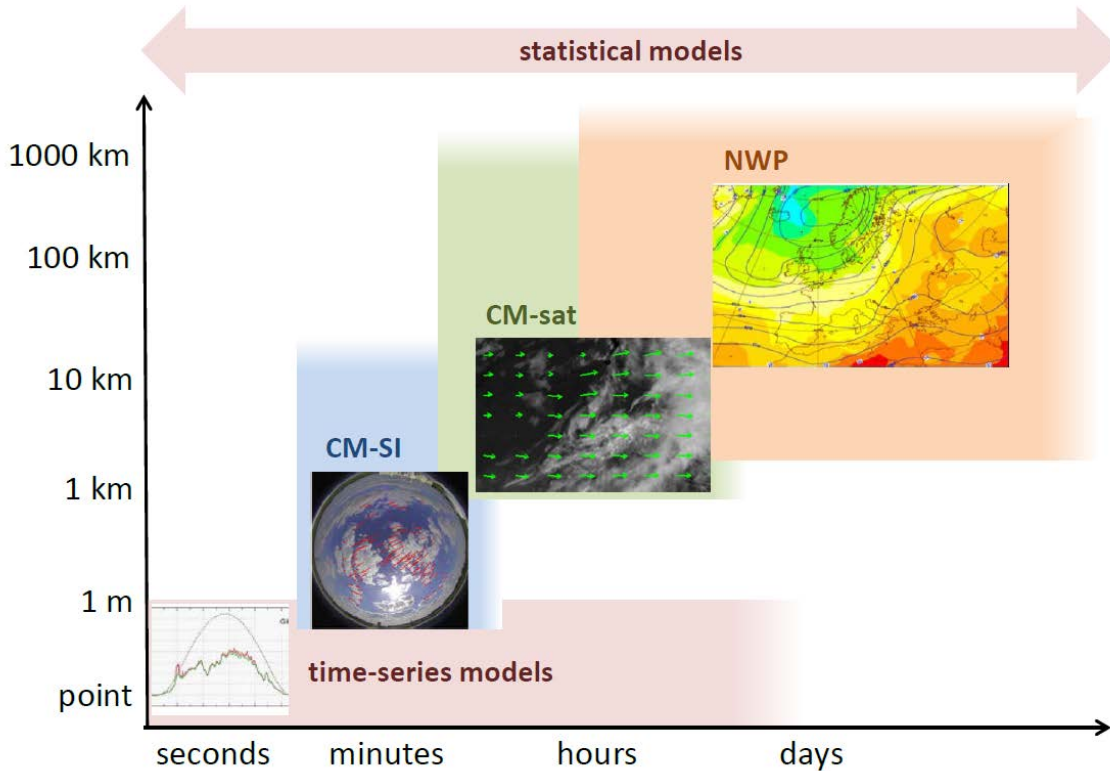 statistical models
1000 km
NWP
100 km
CM-sat
10 km
CM-SI
1 km
1 m
time-series models
point
seconds
minutes
hours
days